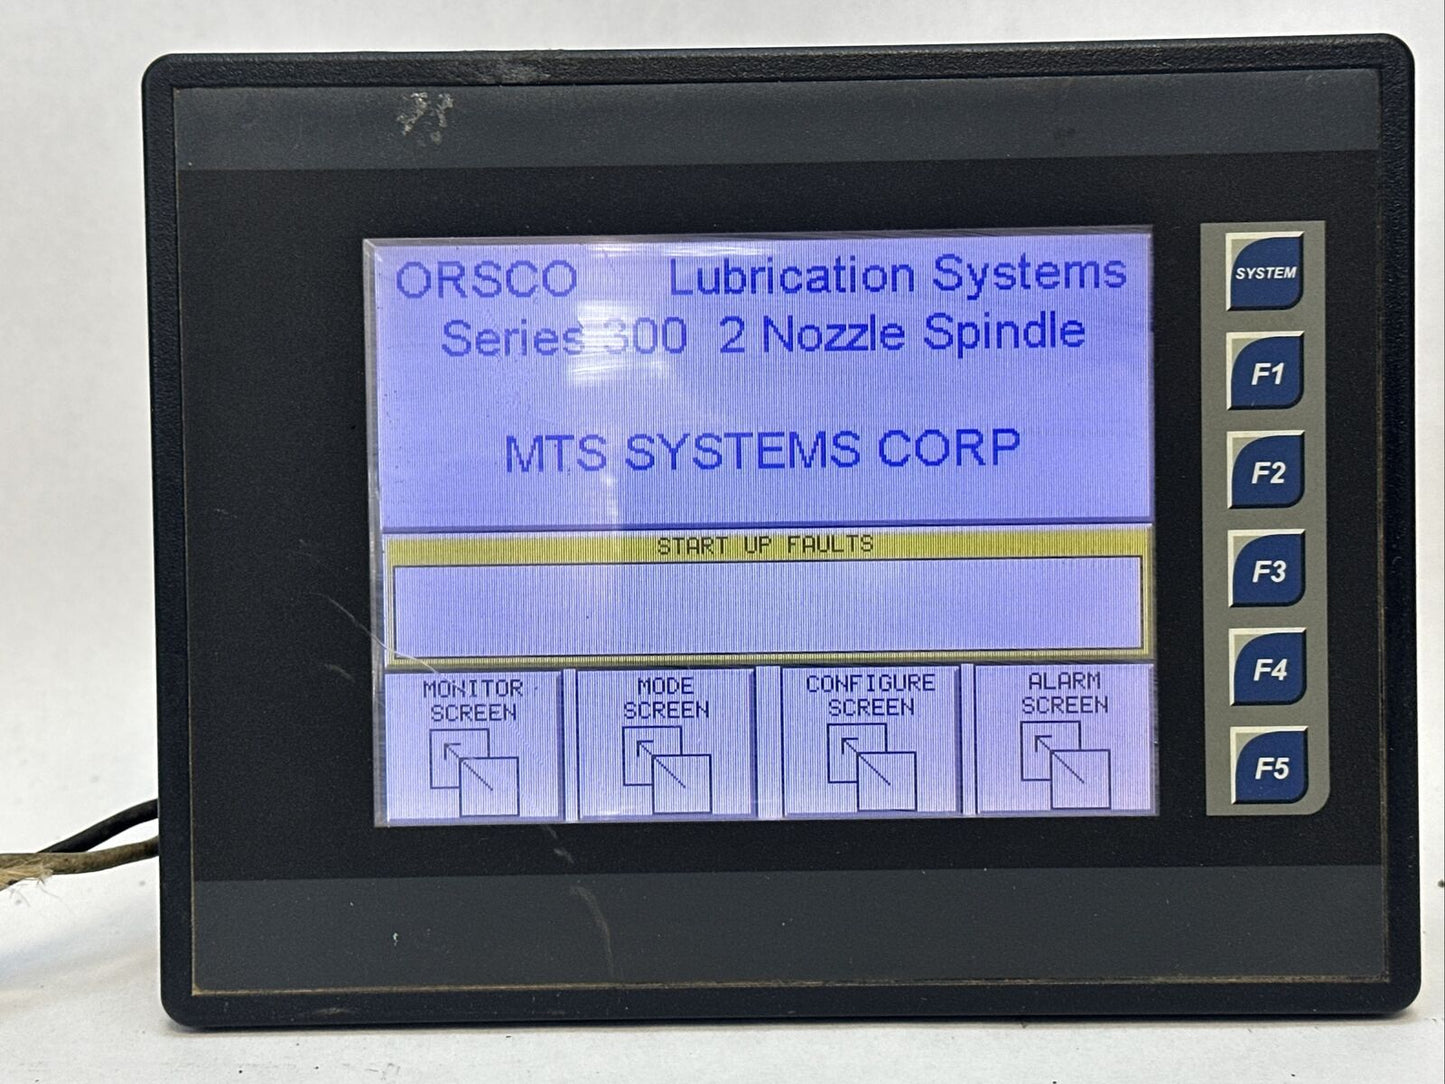 ORSCO Lubrication Systems
Series 300 2 Nozzle Spindle
MTS SYSTEMS CORP
START UP FAULTS
MONITOR
SCREEN
MODE
SCREEN
CONFIGURE
SCREEN
ALARM
SCREEN
SYSTEM
F1
F2
F3
F4
F5